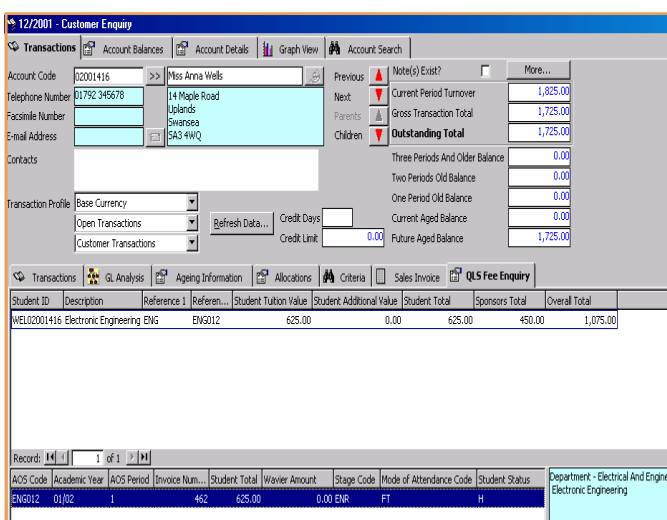 12/2001 - Customer Enquiry
Transactions Account Balances Account Details Graph View Account Search
Account Code 02001416 >> Miss Anna Wells Previous Note(s) Exist? More...
Telephone Number 01792 345678 14 Maple Road Next Current Period Turnover 1,825.00
Facsimile Number Uplands Parents Gross Transaction Total 1,725.00
Swansea
E-mail Address SA3 4WQ Children Outstanding Total 1,725.00
Contacts Three Periods And Older Balance 0.00
Two Periods Old Balance 0.00
Transaction Profile Base Currency One Period Old Balance 0.00
Open Transactions Refresh Data... Credit Days Current Aged Balance 0.00
Customer Transactions Credit Limit 0.00 Future Aged Balance 1,725.00
Transactions GL Analysis Ageing Information Allocations Criteria Sales Invoice QLS Fee Enquiry
Student ID Description Reference 1 Referen... Student Tuition Value Student Additional Value Student Total Sponsors Total Overall Total
WEL02001416 Electronic Engineering ENG ENG012 625.00 0.00 625.00 450.00 1,075.00
Record: 1 of 1
AOS Code Academic Year AOS Period Invoice Num... Student Total Wavier Amount Stage Code Mode of Attendance Code Student Status Department - Electrical And Engine
ENG012 01/02 1 462 625.00 0.00 ENR FT H Electronic Engineering